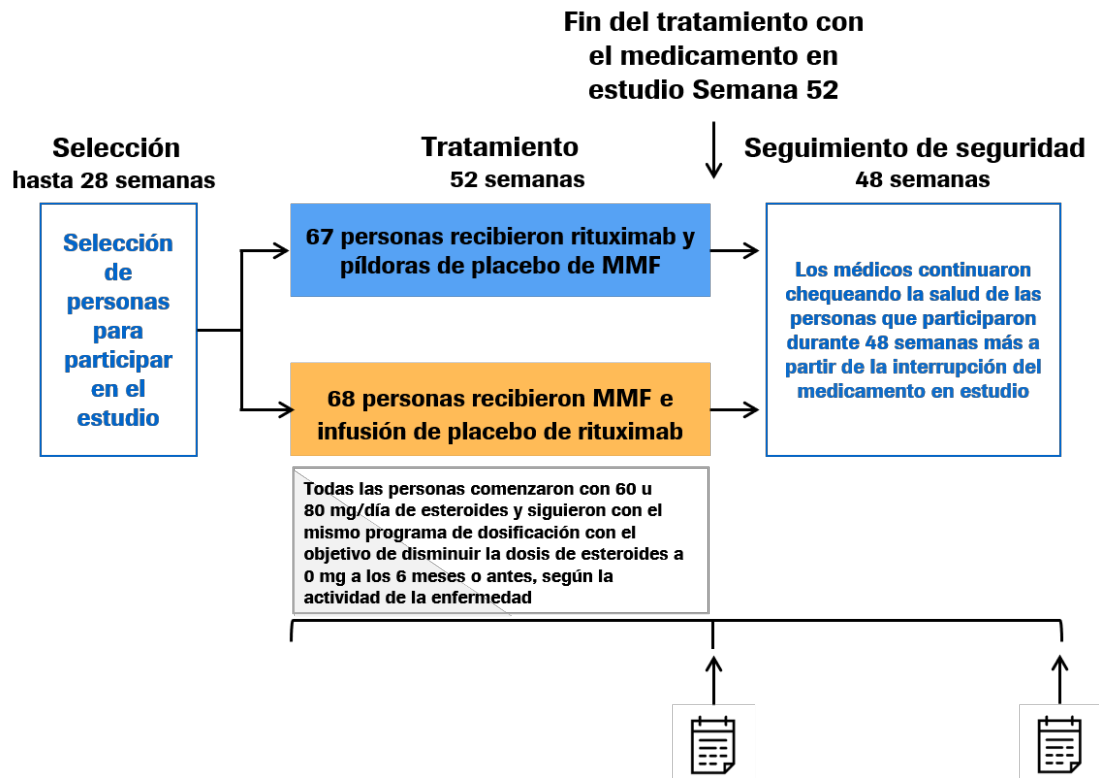 Fin del tratamiento con
el medicamento en
estudio Semana 52
Selección
hasta 28 semanas
Tratamiento
52 semanas
Seguimiento de seguridad
48 semanas
Selección
de
personas
para
participar
en el
estudio
67 personas recibieron rituximab y
píldoras de placebo de MMF
68 personas recibieron MMF e
infusión de placebo de rituximab
Los médicos continuaron
chequeando la salud de las
personas que participaron
durante 48 semanas más a
partir de la interrupción del
medicamento en estudio
Todas las personas comenzaron con 60 u
80 mg/día de esteroides y siguieron con el
mismo programa de dosificación con el
objetivo de disminuir la dosis de esteroides a
0 mg a los 6 meses o antes, según la
actividad de la enfermedad